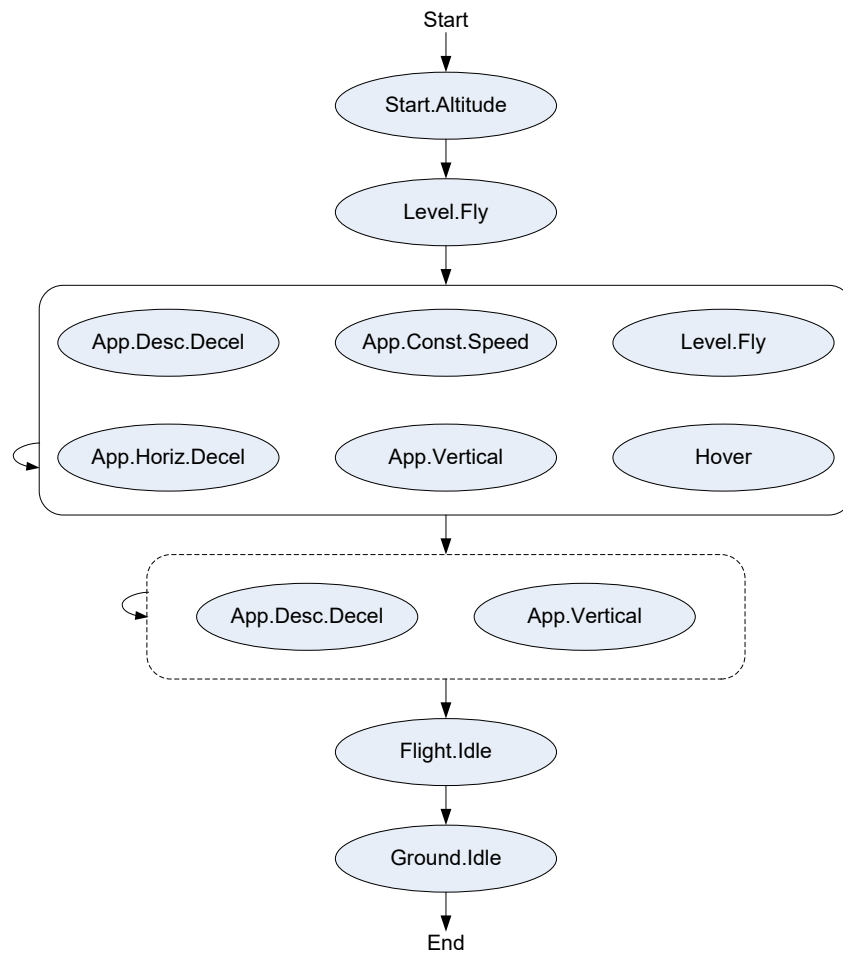 Start
Start.Altitude
Level.Fly
App.Desc.Decel
App.Const.Speed
Level.Fly
App.Horiz.Decel
App.Vertical
Hover
App.Desc.Decel
App.Vertical
Flight.Idle
Ground.Idle
End